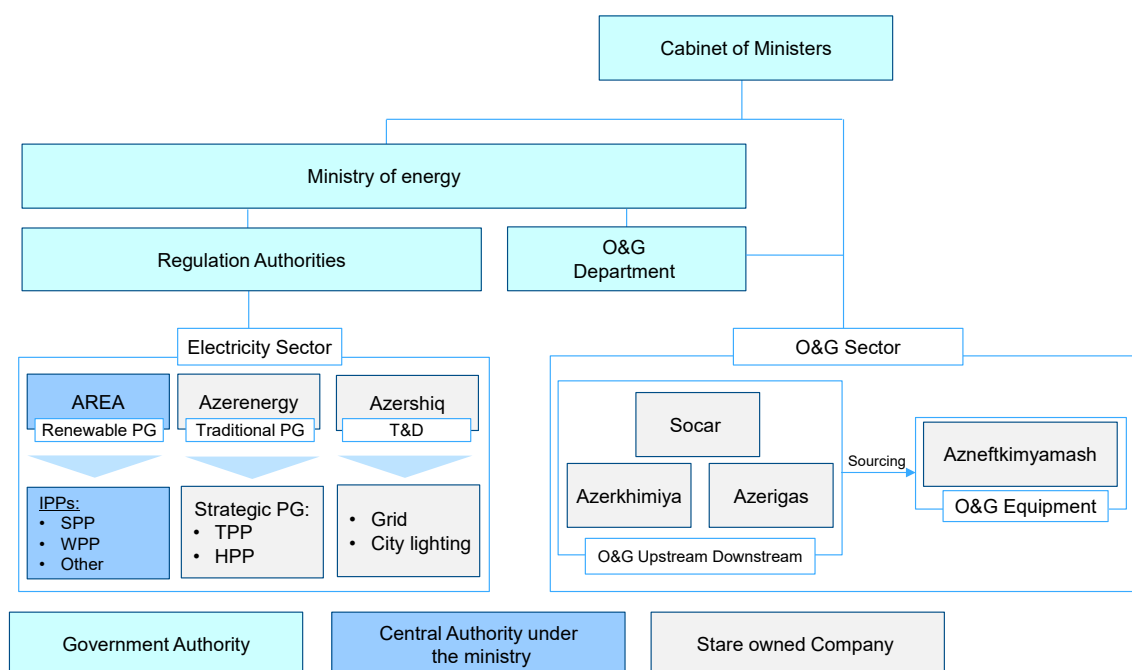 Cabinet of Ministers
Ministry of energy
Regulation Authorities
O&G
Department
Electricity Sector
O&G Sector
AREA
Renewable PG
Azerenergy
Traditional PG
Azershiq
T&D
IPPs:
• SPP
• WPP
• Other
Strategic PG:
• TPP
• HPP
• Grid
• City lighting
Socar
Azerkhimiya
Azerigas
O&G Upstream Downstream
Sourcing
Azneftkimyamash
O&G Equipment
Government Authority
Central Authority under
the ministry
Stare owned Company